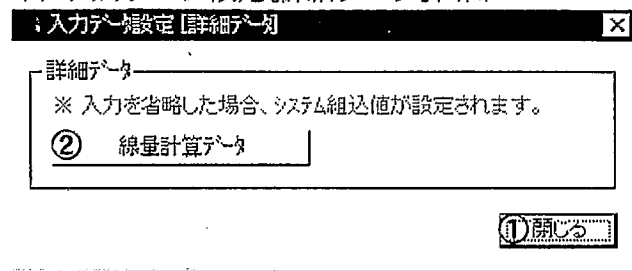 入力データ設定 [詳細データ]
詳細データ
※ 入力を省略した場合、システム組込値が設定されます。
② 線量計算データ
①閉じる